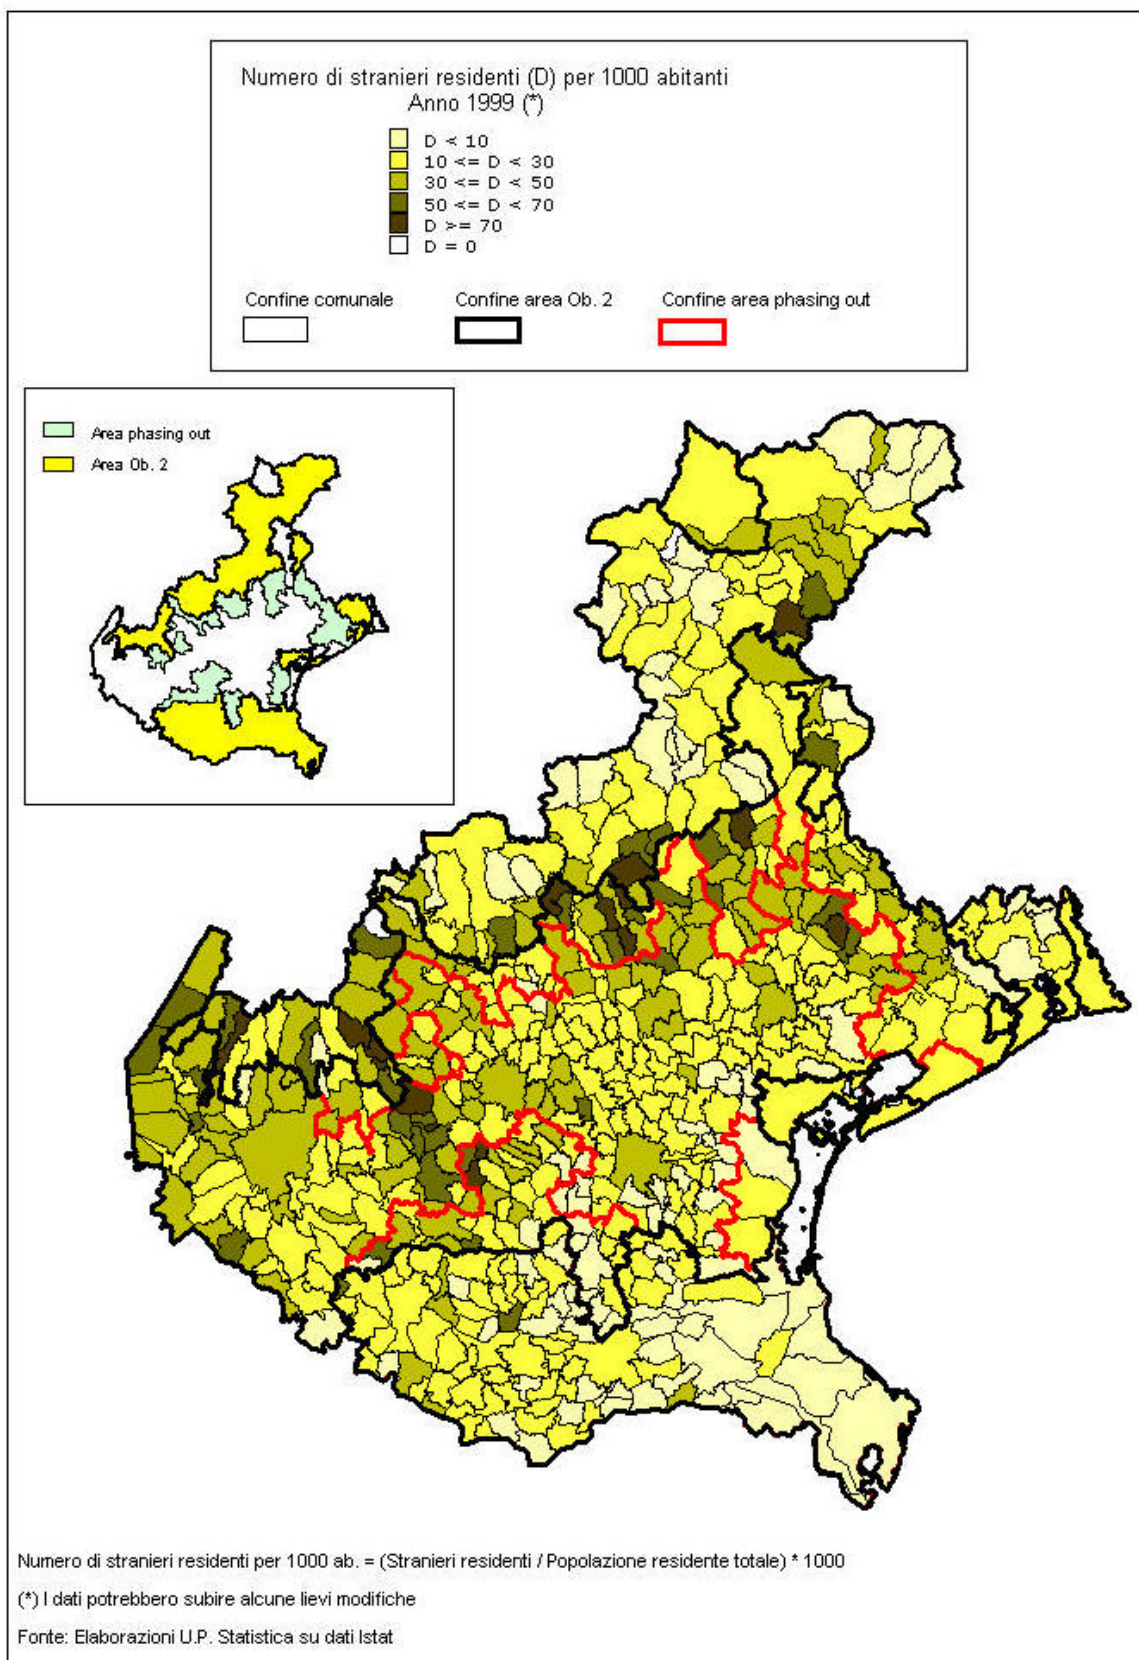 Numero di stranieri residenti (D) per 1000 abitanti
Anno 1999 (*)
D < 10
10 <= D < 30
30 <= D < 50
50 <= D < 70
D >= 70
D = 0
Confine comunale
Confine area Ob. 2
Confine area phasing out
Area phasing out
Area Ob. 2
Numero di stranieri residenti per 1000 ab. = (Stranieri residenti / Popolazione residente totale) * 1000
(*) I dati potrebbero subire alcune lievi modifiche
Fonte: Elaborazioni U.P. Statistica su dati Istat